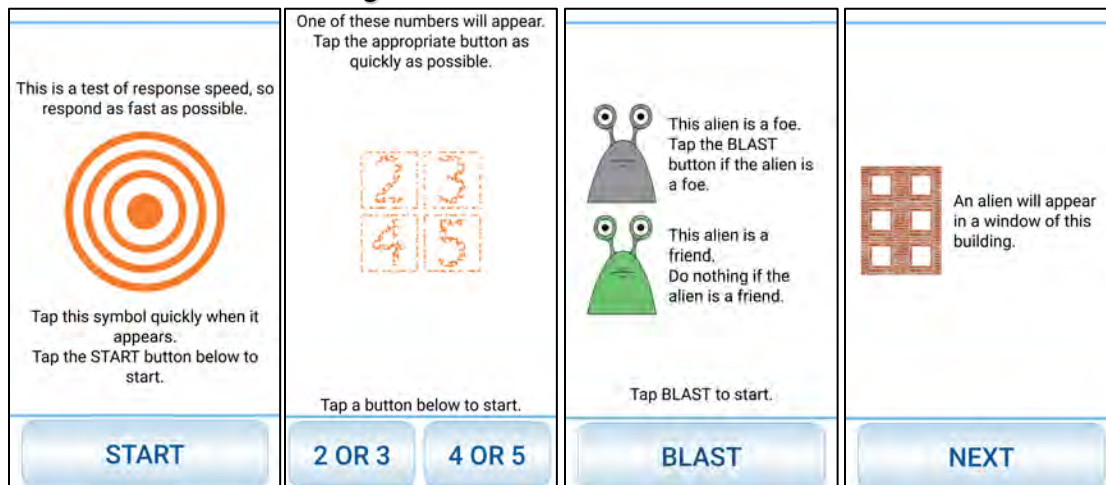 This is a test of response speed, so
respond as fast as possible.
Tap this symbol quickly when it
appears.
Tap the START button below to
start.
START
One of these numbers will appear.
Tap the appropriate button as
quickly as possible.
2 3
4 5
Tap a button below to start.
2 OR 3 4 OR 5
This alien is a foe.
Tap the BLAST
button if the alien is
a foe.
This alien is a
friend.
Do nothing if the
alien is a friend.
Tap BLAST to start.
BLAST
An alien will appear
in a window of this
building.
NEXT